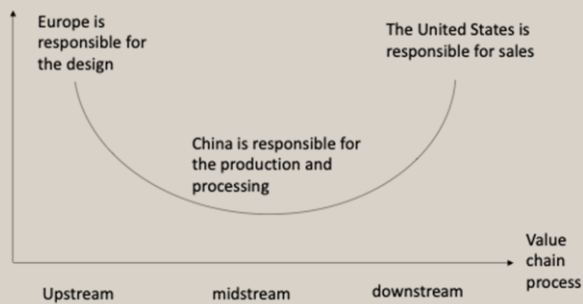 Europe is
responsible for
the design
The United States is
responsible for sales
China is responsible for
the production and
processing
Value
chain
process
Upstream
midstream
downstream